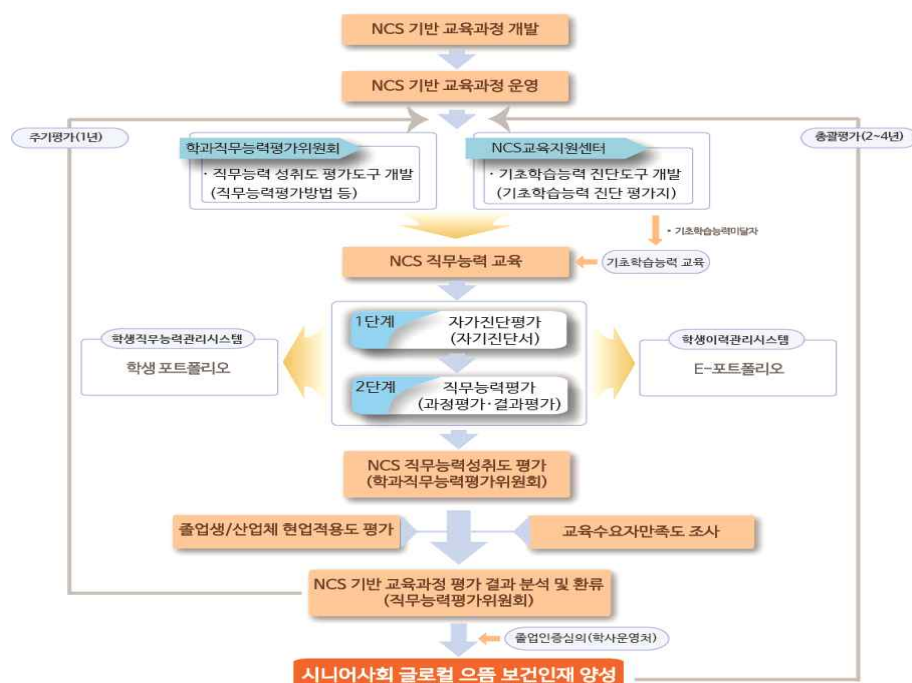 NCS 기반 교육과정 개발
NCS 기반 교육과정 운영
주기평가(1년)
총괄평가(2~4년)
학과직무능력평가위원회
· 직무능력 성취도 평가도구 개발
(직무능력평가방법 등)
NCS교육지원센터
· 기초학습능력 진단도구 개발
(기초학습능력 진단 평가지)
· 기초학습능력미달자
NCS 직무능력 교육
기초학습능력 교육
1단계
자가진단평가
(자기진단서)
학생직무능력관리시스템
학생 포트폴리오
학생이력관리시스템
E-포트폴리오
2단계
직무능력평가
(과정평가·결과평가)
NCS 직무능력성취도 평가
(학과직무능력평가위원회)
졸업생/산업체 현업적용도 평가
교육수요자만족도 조사
NCS 기반 교육과정 평가 결과 분석 및 환류
(직무능력평가위원회)
졸업인증심의(학사운영처)
시니어사회 글로컬 으뜸 보건인재 양성